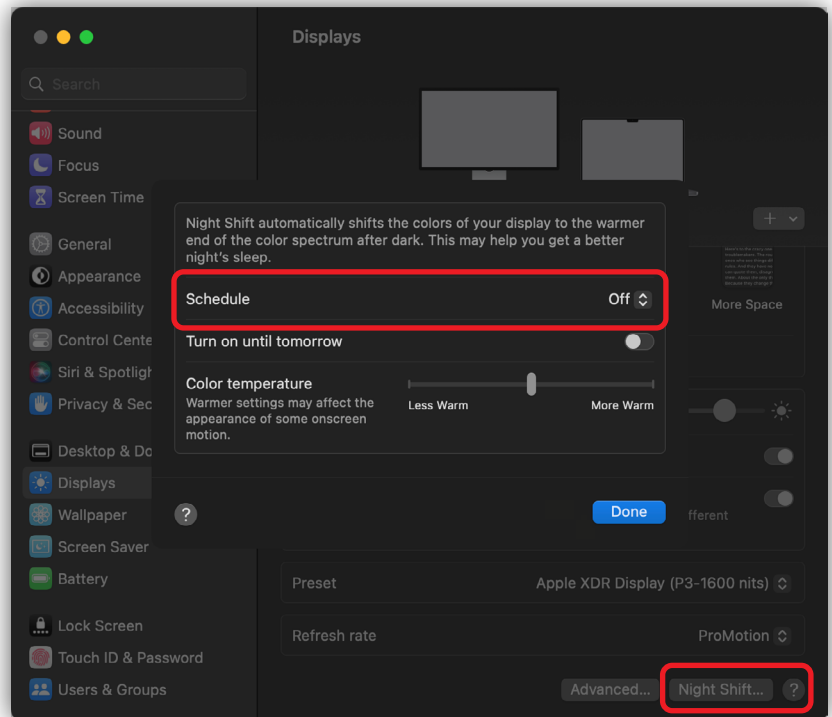 Displays
Search
Sound
Focus
Screen Time
General
Appearance
Accessibility
Control Cente
Siri & Spotligh
Privacy & Sec
Desktop & Do
Displays
Wallpaper
Screen Saver
Battery
Lock Screen
Touch ID & Password
Users & Groups
Night Shift automatically shifts the colors of your display to the warmer
end of the color spectrum after dark. This may help you get a better
night's sleep.
Schedule Off
Turn on until tomorrow
Color temperature
Warmer settings may affect the
appearance of some onscreen
motion.
Less Warm More Warm
? Done
More Space
fferent
Preset Apple XDR Display (P3-1600 nits)
Refresh rate ProMotion
Advanced... Night Shift... ?